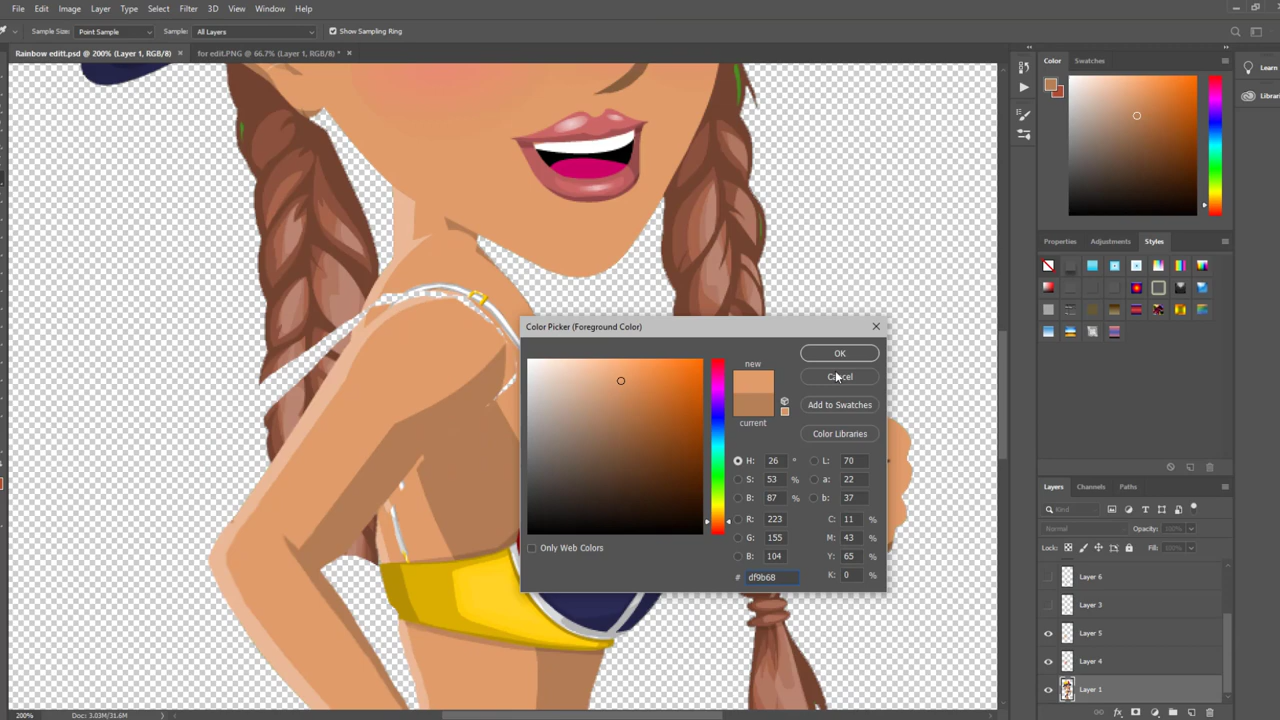 File Edit Image Layer Type Select Filter 3D View Window Help
Sample Size: Point Sample Sample: All Layers Show Sampling Ring
Rainbow editt.psd @ 200% (Layer 1, RGB/8) × for edit.PNG @ 66.7% (Layer 1, RGB/8) * ×
Color Swatches
Learn
Librari
Properties Adjustments Styles
Color Picker (Foreground Color)
new
current
OK
Cancel
Add to Swatches
Color Libraries
H: 26 ° L: 70
S: 53 % a: 22
B: 87 % b: 37
R: 223 C: 11 %
G: 155 M: 43 %
B: 104 Y: 65 %
# df9b68 K: 0 %
Only Web Colors
Layers Channels Paths
Kind
Normal Opacity: 100%
Lock: Fill: 100%
Layer 6
Layer 3
Layer 5
Layer 4
Layer 1
200% Doc: 3.03M/31.6M